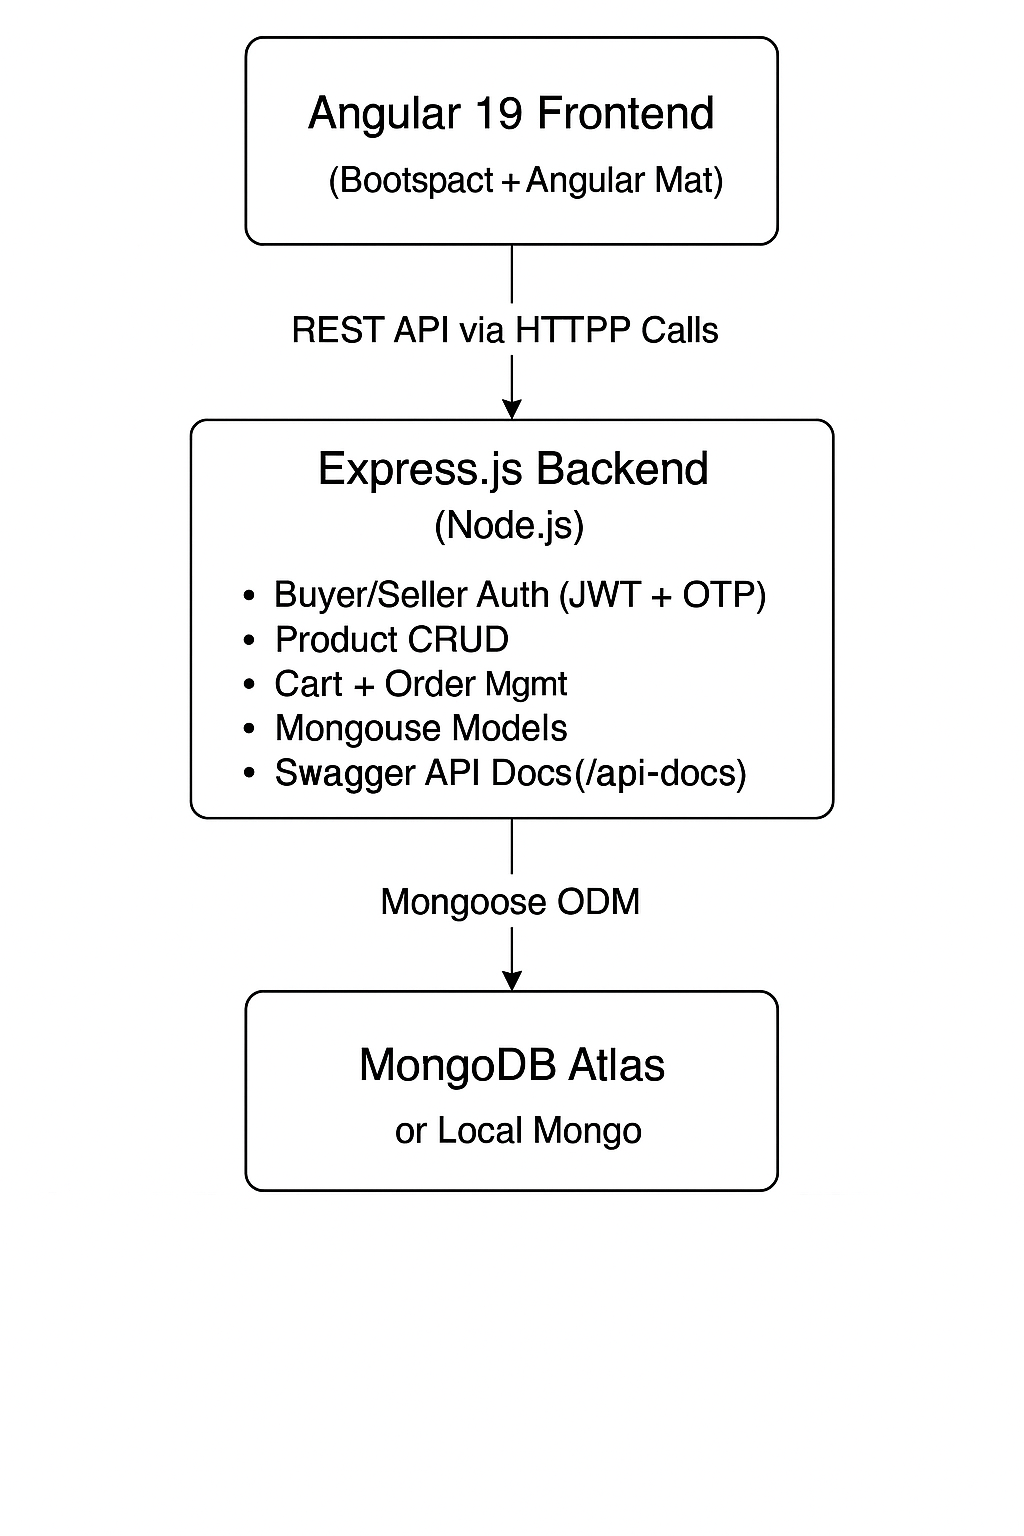 Angular 19 Frontend
(Bootspact + Angular Mat)
REST API via HTTPP Calls
Express.js Backend
(Node.js)
• Buyer/Seller Auth (JWT + OTP)
• Product CRUD
• Cart + Order Mgmt
• Mongouse Models
• Swagger API Docs(/api-docs)
Mongoose ODM
MongoDB Atlas
or Local Mongo